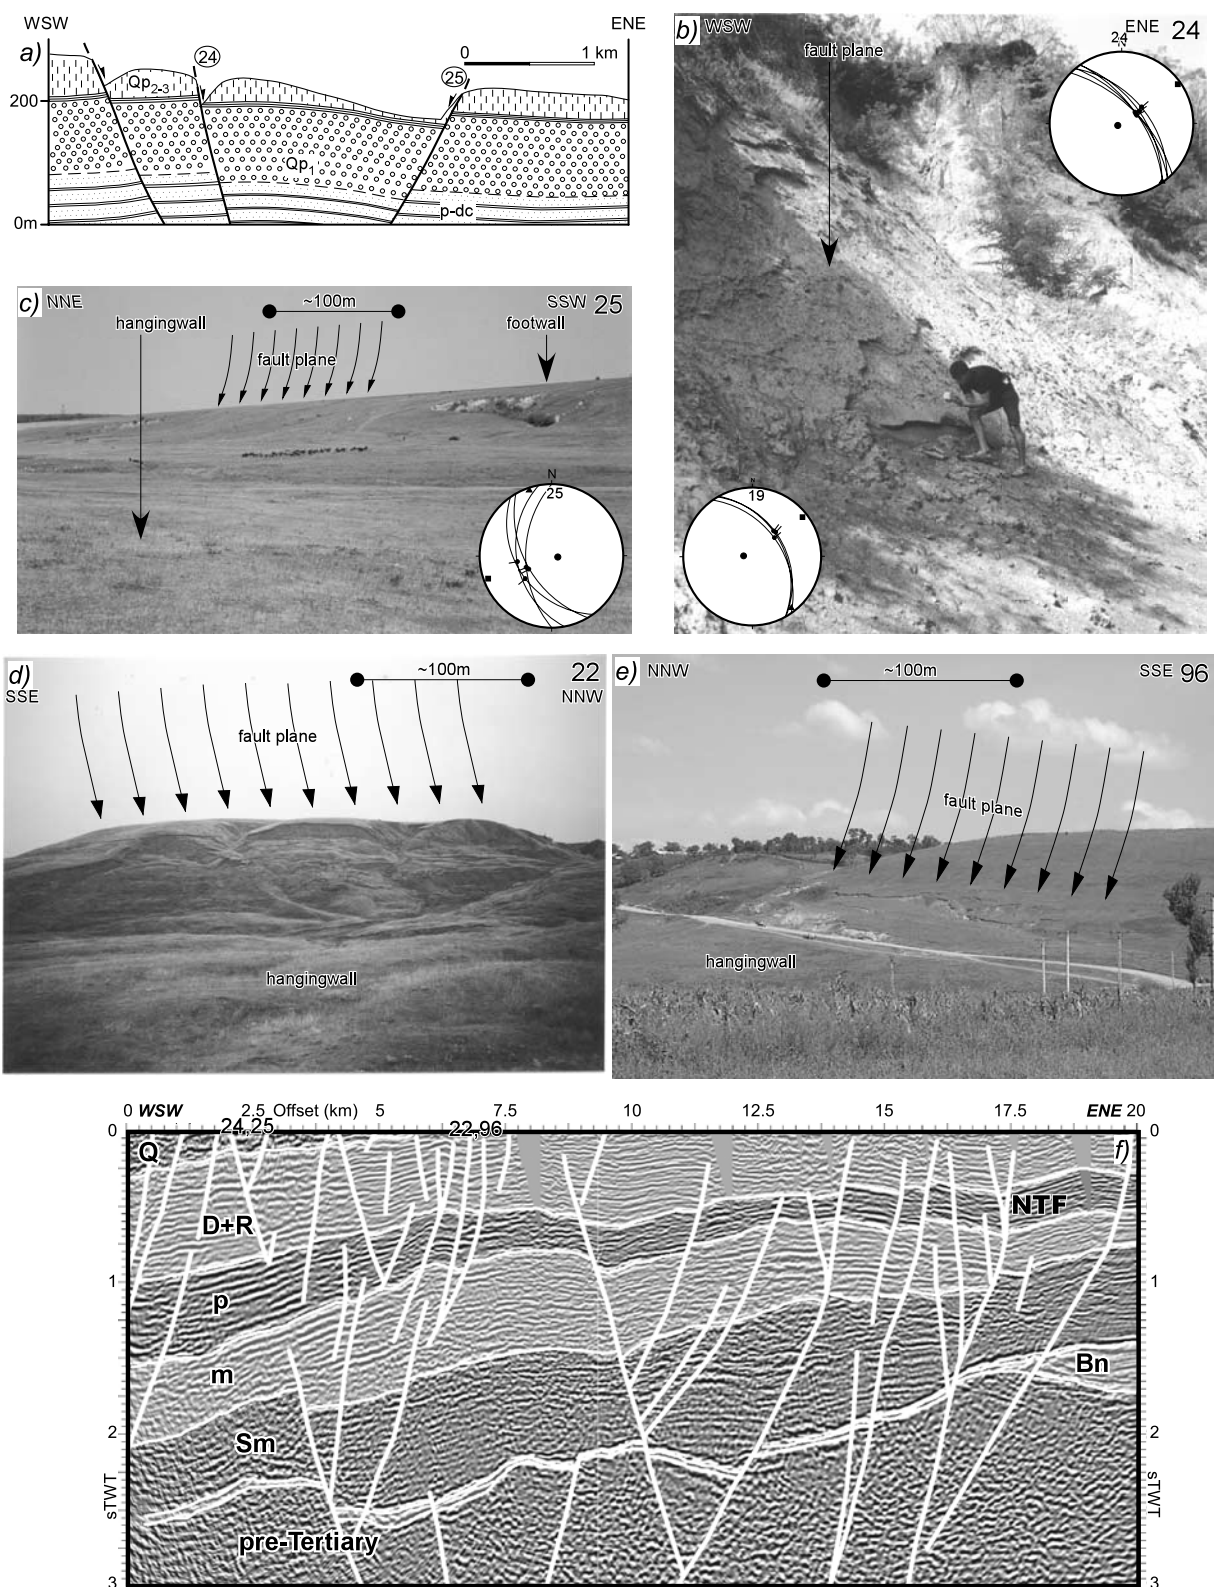 WSW
ENE
a)
24
0
1 km
Qp2-3
25
200
Qp1
p-dc
0m
b)
WSW
ENE
24
24
N
fault plane
N
19
c)
NNE
~100m
SSW
25
hangingwall
footwall
fault plane
N
25
d)
SSE
~100m
22
NNW
fault plane
hangingwall
e)
NNW
~100m
SSE
96
fault plane
hangingwall
0 WSW 2.5 Offset (km) 5 7.5 10 12.5 15 17.5 ENE 20
24,25
22,96
0
0
Q
f)
D+R
NTF
1
1
p
m
Bn
2
2
Sm
sTWT
sTWT
pre-Tertiary
3
3